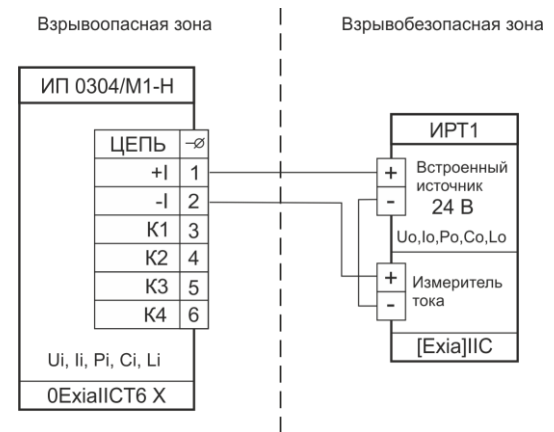 Взрывоопасная зона
Взрывобезопасная зона
ИП 0304/М1-Н
ЦЕПЬ
+I 1
-I 2
К1 3
К2 4
К3 5
К4 6
Ui, Ii, Pi, Ci, Li
0ExiaIICT6 X
ИРТ1
+ Встроенный
источник
- 24 В
Uo,Io,Po,Co,Lo
+ Измеритель
- тока
[Exia]IIC